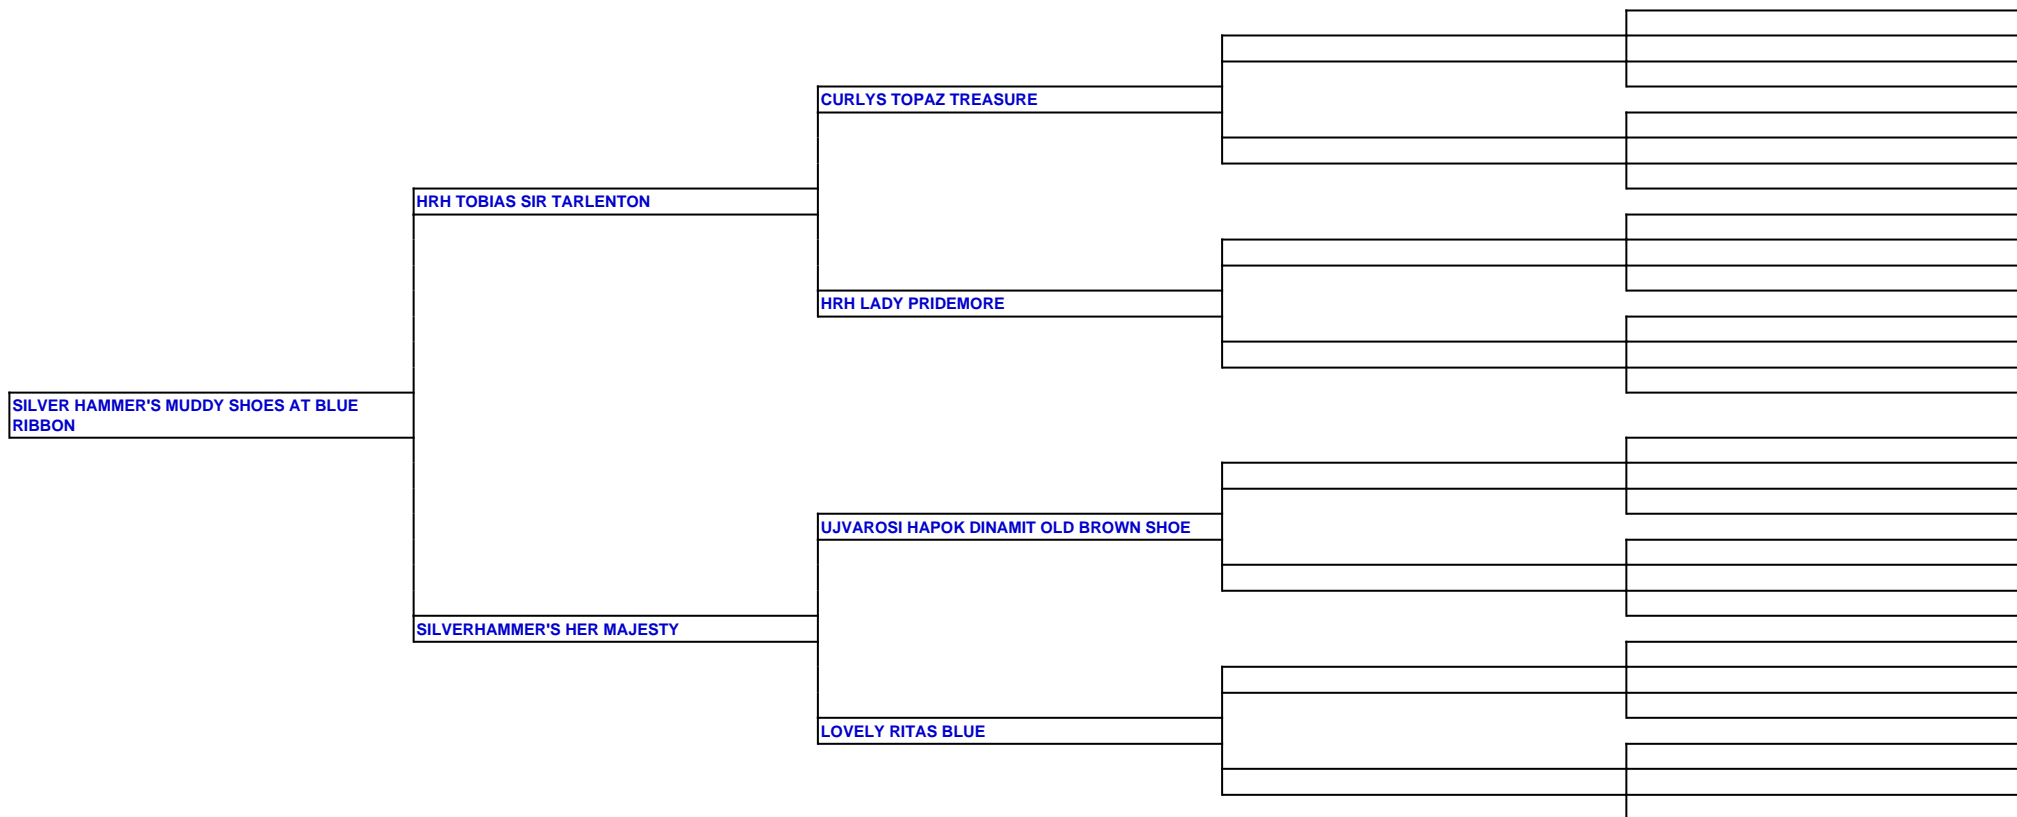 CURLYS TOPAZ TREASURE
HRH TOBIAS SIR TARLENTON
HRH LADY PRIDEMORE
SILVER HAMMER'S MUDDY SHOES AT BLUE
RIBBON
UJVAROSI HAPOK DINAMIT OLD BROWN SHOE
SILVERHAMMER'S HER MAJESTY
LOVELY RITAS BLUE